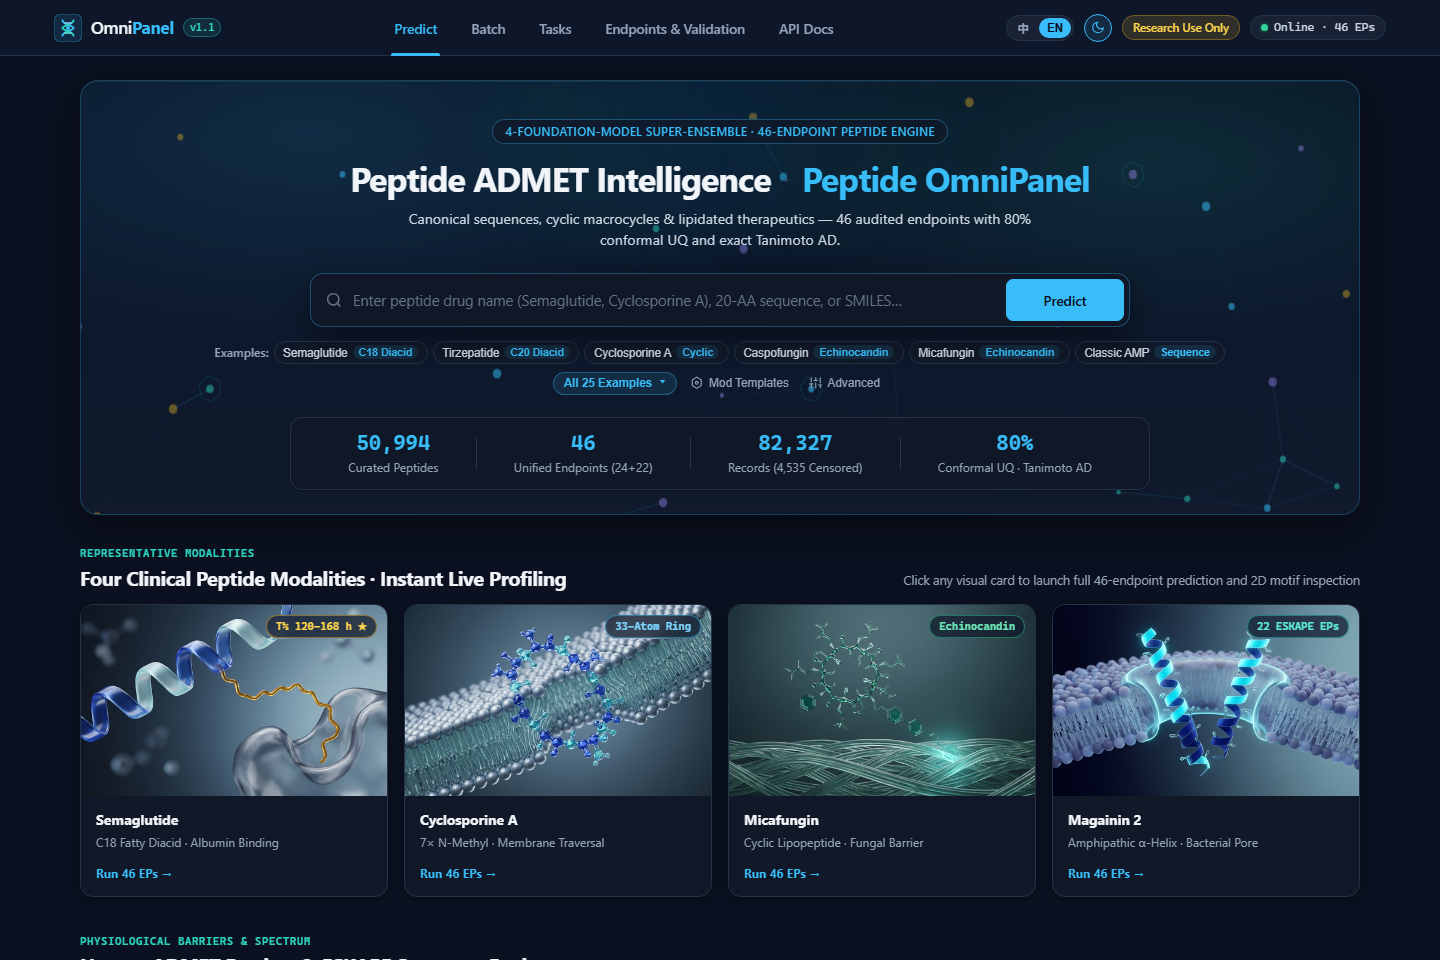 OmniPanel v1.1
Predict Batch Tasks Endpoints & Validation API Docs
中 EN Research Use Only Online · 46 EPs
4-FOUNDATION-MODEL SUPER-ENSEMBLE · 46-ENDPOINT PEPTIDE ENGINE
Peptide ADMET Intelligence Peptide OmniPanel
Canonical sequences, cyclic macrocycles & lipidated therapeutics — 46 audited endpoints with 80%
conformal UQ and exact Tanimoto AD.
Enter peptide drug name (Semaglutide, Cyclosporine A), 20-AA sequence, or SMILES... Predict
Examples: Semaglutide C18 Diacid Tirzepatide C20 Diacid Cyclosporine A Cyclic Caspofungin Echinocandin Micafungin Echinocandin Classic AMP Sequence
All 25 Examples Mod Templates Advanced
50,994 46 82,327 80%
Curated Peptides Unified Endpoints (24+22) Records (4,535 Censored) Conformal UQ · Tanimoto AD
REPRESENTATIVE MODALITIES
Four Clinical Peptide Modalities · Instant Live Profiling
Click any visual card to launch full 46-endpoint prediction and 2D motif inspection
T½ 120–168 h ★ 33-Atom Ring Echinocandin 22 ESKAPE EPs
Semaglutide
C18 Fatty Diacid · Albumin Binding
Run 46 EPs →
Cyclosporine A
7× N-Methyl · Membrane Traversal
Run 46 EPs →
Micafungin
Cyclic Lipopeptide · Fungal Barrier
Run 46 EPs →
Magainin 2
Amphipathic α-Helix · Bacterial Pore
Run 46 EPs →
PHYSIOLOGICAL BARRIERS & SPECTRUM